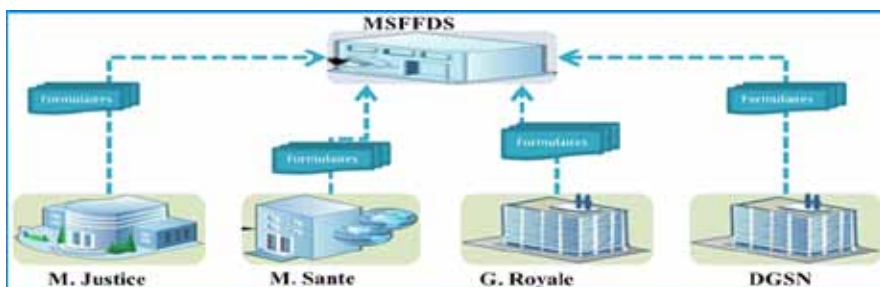 MSFFDS
Formulaires
Formulaires
Formulaires
Formulaires
M. Justice
M. Sante
G. Royale
DGSN